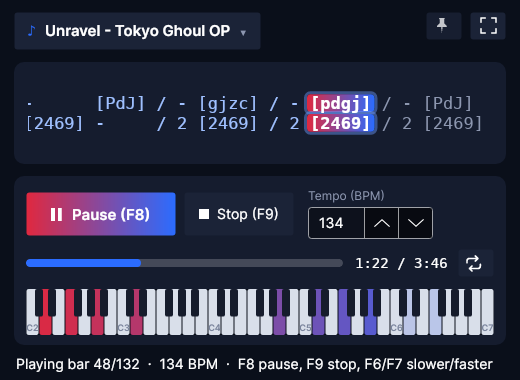 ♪ Unravel - Tokyo Ghoul OP ▾
-      [PdJ] / - [gjzc] / - [pdgj] / - [PdJ]
[2469] -     / 2 [2469] / 2 [2469] / 2 [2469]
Tempo (BPM)
Pause (F8) Stop (F9) 134
1:22 / 3:46
C2 C3 C4 C5 C6 C7
Playing bar 48/132 · 134 BPM · F8 pause, F9 stop, F6/F7 slower/faster